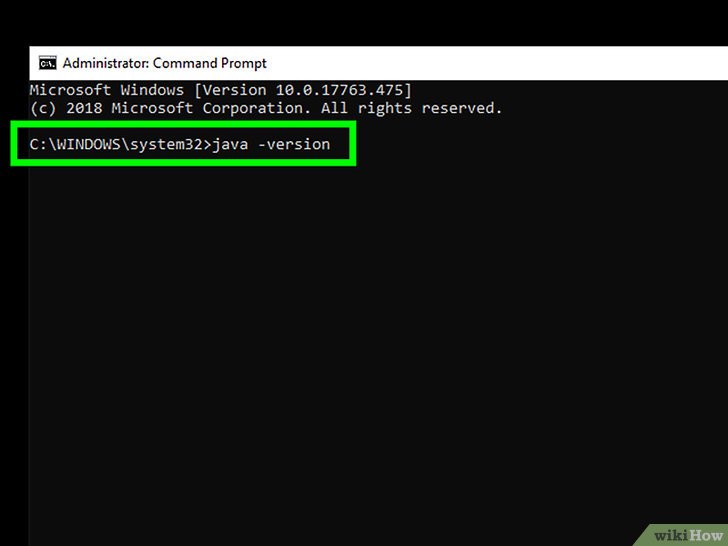 Administrator: Command Prompt
Microsoft Windows [Version 10.0.17763.475]
(c) 2018 Microsoft Corporation. All rights reserved.
C:\WINDOWS\system32>java -version
wikiHow